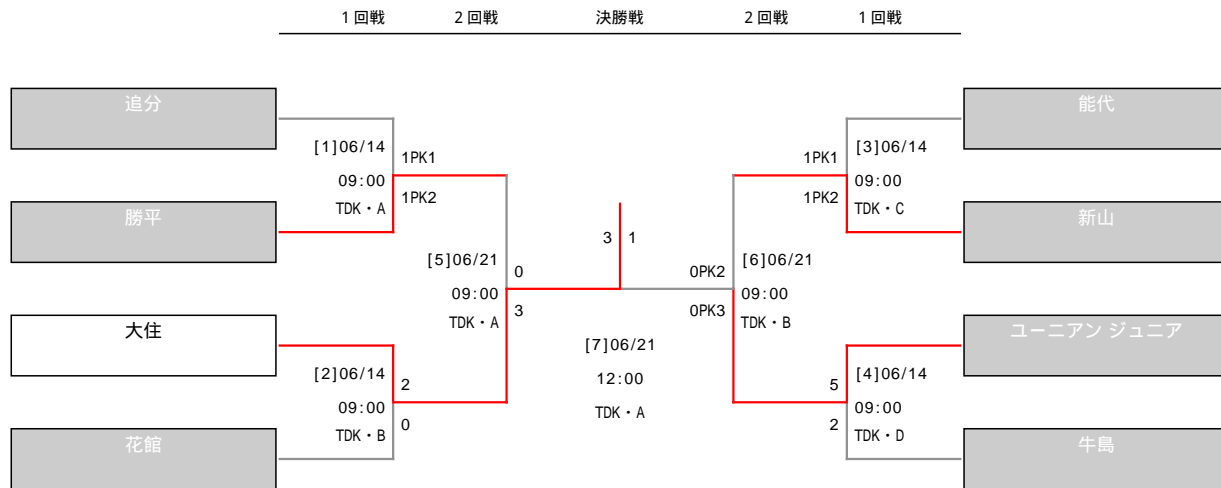 1回戦 2回戦 決勝戦 2回戦 1回戦
追分 能代
[1]06/14 1PK1 1PK1 [3]06/14
09:00 09:00
1PK2 1PK2
TDK・A TDK・C
勝平 新山
3 1
[5]06/21 0 0PK2 [6]06/21
09:00 09:00
3 0PK3
TDK・A TDK・B
大住 ユーニアン ジュニア
[7]06/21
[2]06/14 2 12:00 5 [4]06/14
09:00 09:00
TDK・A
0 2
TDK・B TDK・D
花館 牛島